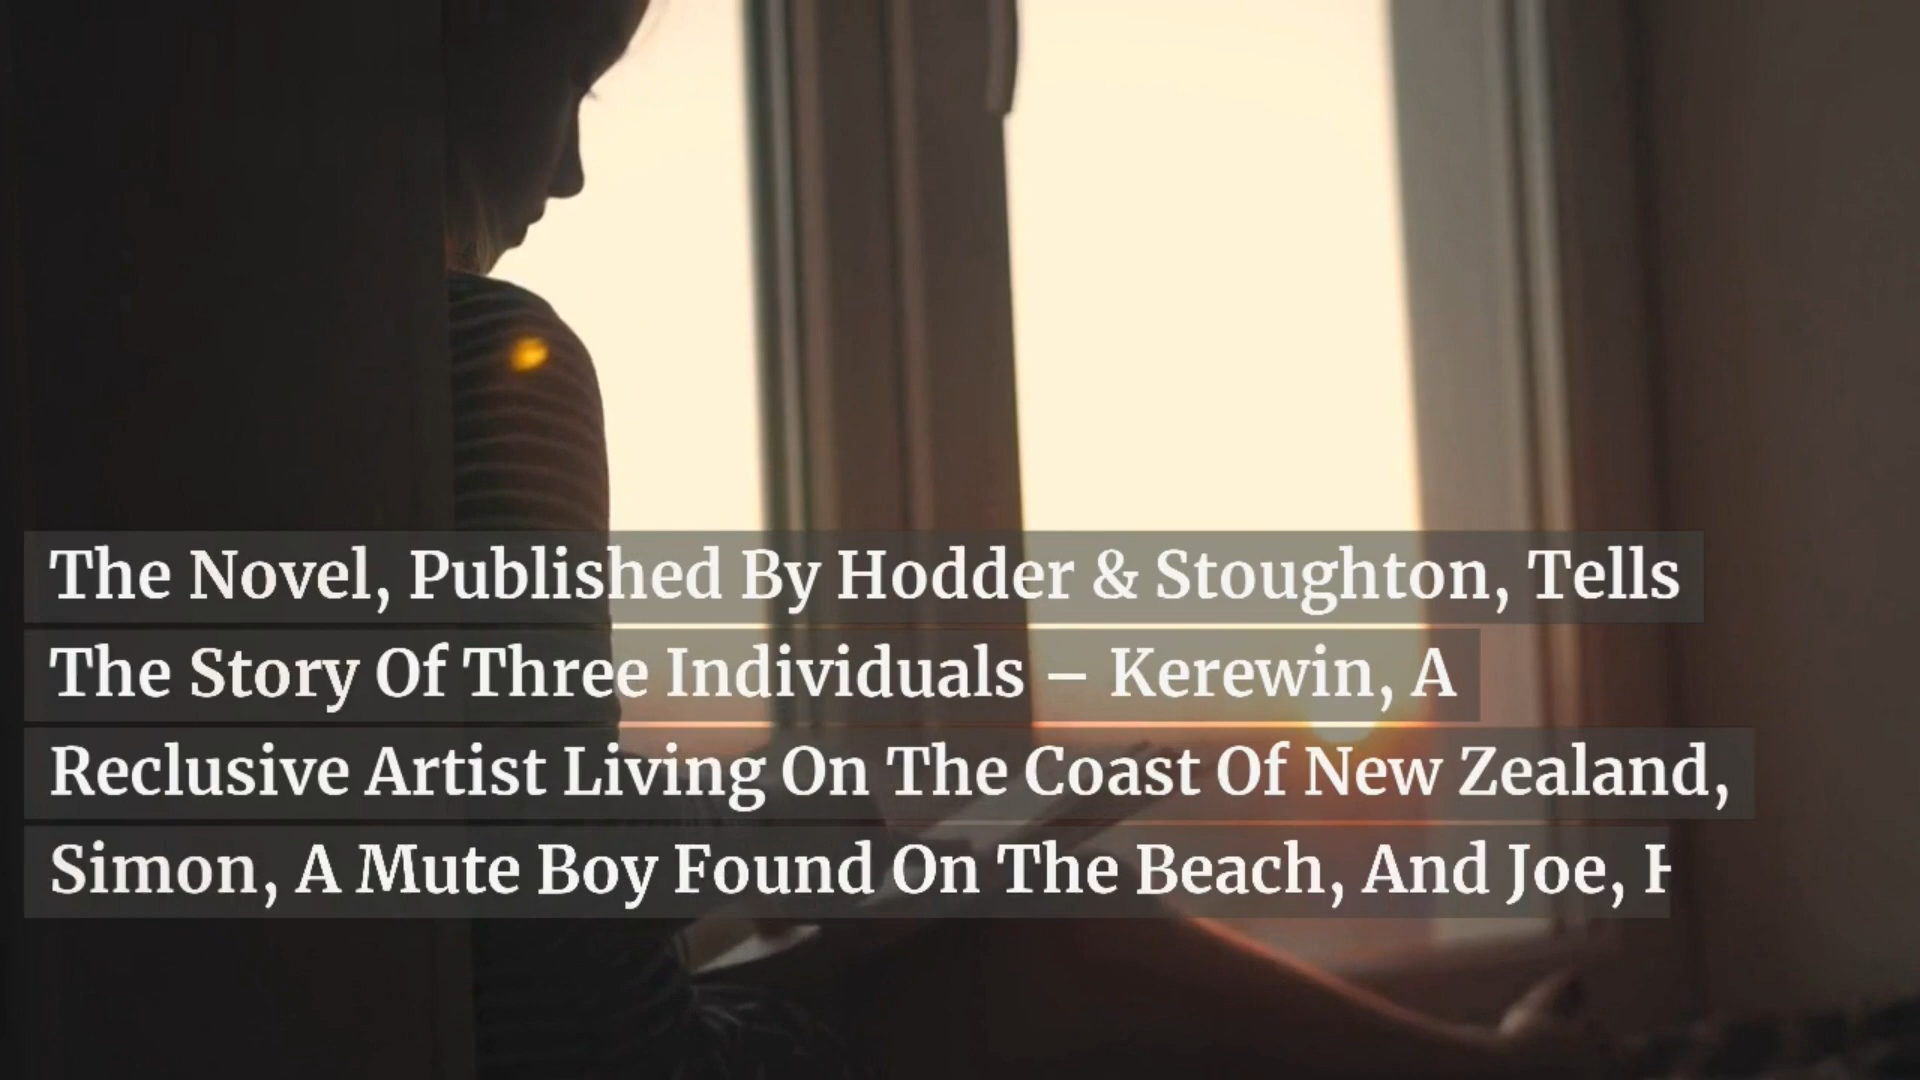 The Novel, Published By Hodder & Stoughton, Tells
The Story Of Three Individuals – Kerewin, A
Reclusive Artist Living On The Coast Of New Zealand,
Simon, A Mute Boy Found On The Beach, And Joe,